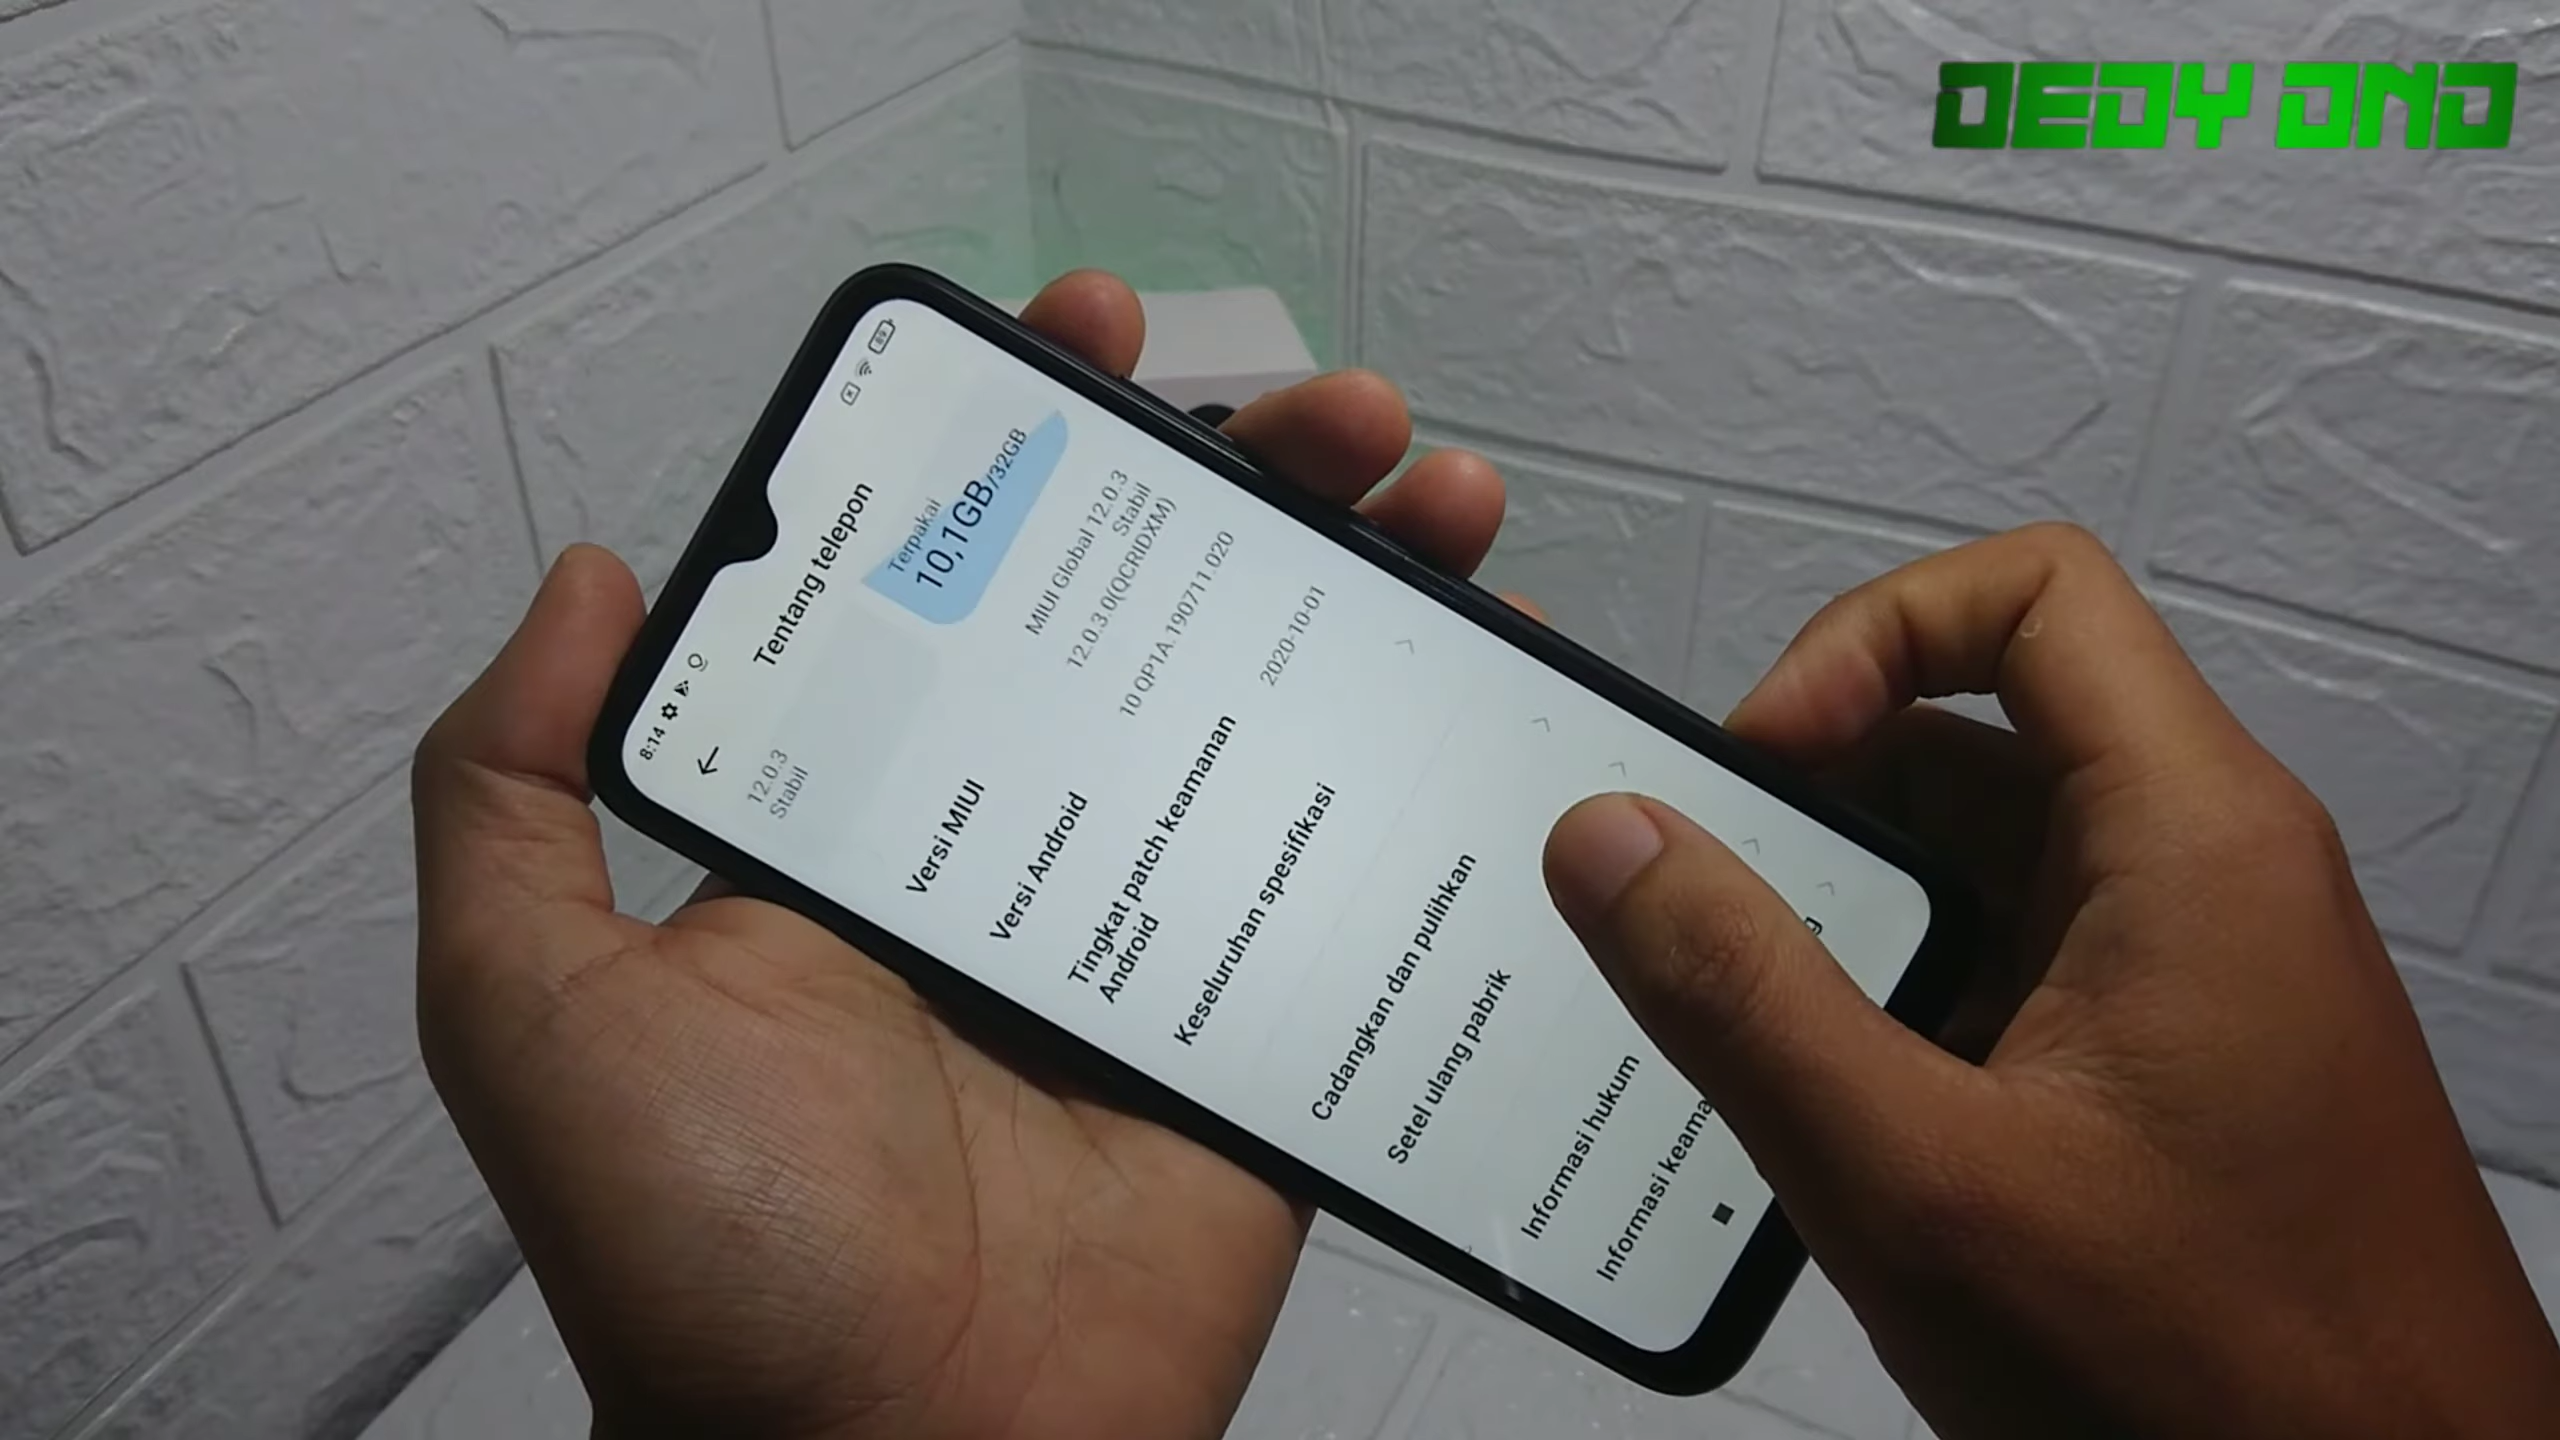 DEDY DND
8:14
Tentang telepon
12.0.3
Stabil
Terpakai
10,1GB/32GB
Versi MIUI
MIUI Global 12.0.3
Stabil
12.0.3.0(QCRIDXM)
Versi Android
10 QP1A.190711.020
Tingkat patch keamanan
Android
2020-10-01
Keseluruhan spesifikasi
Cadangkan dan pulihkan
Setel ulang pabrik
Informasi hukum
Informasi